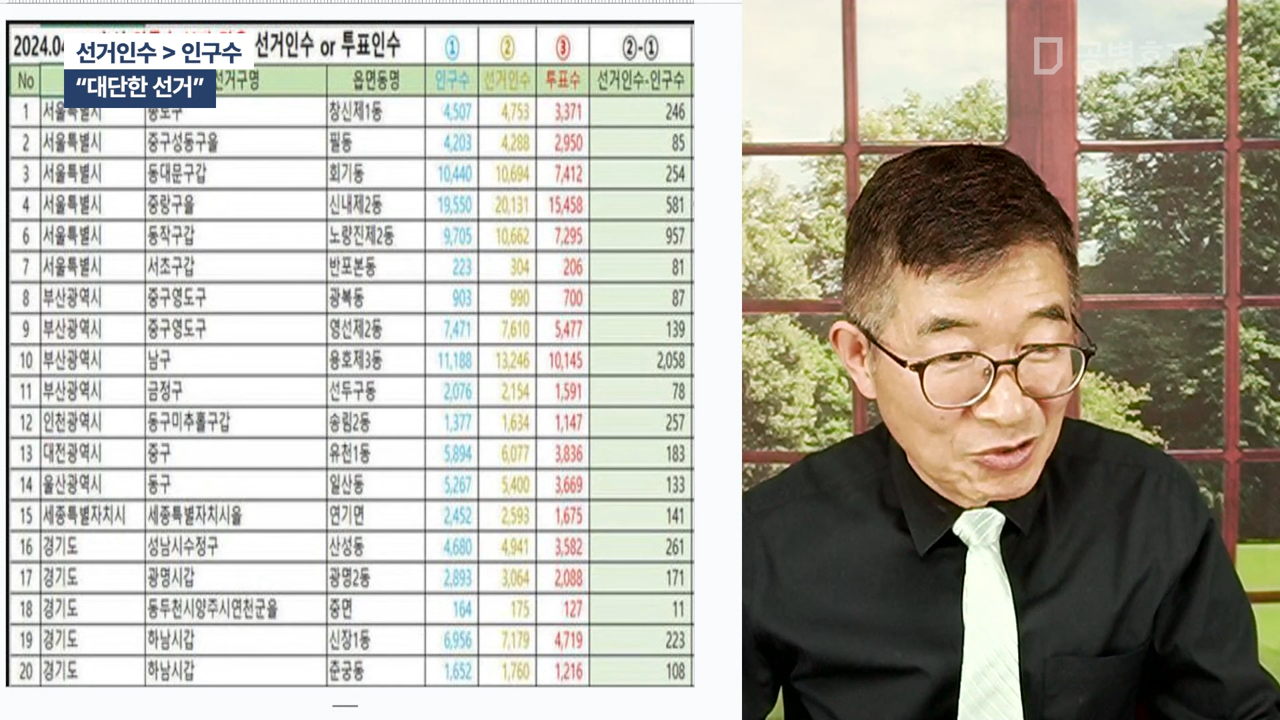 공병호TV
2024.04 선거인수 or 투표인수 ① ② ③ ②-①
선거인수 > 인구수
“대단한 선거”
No 선거구명 읍면동명 인구수 선거인수 투표수 선거인수-인구수
1 서울특별시 종로구 창신제1동 4,507 4,753 3,371 246
2 서울특별시 중구성동구을 필동 4,203 4,288 2,950 85
3 서울특별시 동대문구갑 회기동 10,440 10,694 7,412 254
4 서울특별시 중랑구을 신내제2동 19,550 20,131 15,458 581
6 서울특별시 동작구갑 노량진제2동 9,705 10,662 7,295 957
7 서울특별시 서초구갑 반포본동 223 304 206 81
8 부산광역시 중구영도구 광복동 903 990 700 87
9 부산광역시 중구영도구 영선제2동 7,471 7,610 5,477 139
10 부산광역시 남구 용호제3동 11,188 13,246 10,145 2,058
11 부산광역시 금정구 선두구동 2,076 2,154 1,591 78
12 인천광역시 동구미추홀구갑 송림2동 1,377 1,634 1,147 257
13 대전광역시 중구 유천1동 5,894 6,077 3,836 183
14 울산광역시 동구 일산동 5,267 5,400 3,669 133
15 세종특별자치시 세종특별자치시을 연기면 2,452 2,593 1,675 141
16 경기도 성남시수정구 산성동 4,680 4,941 3,582 261
17 경기도 광명시갑 광명2동 2,893 3,064 2,088 171
18 경기도 동두천시양주시연천군을 중면 164 175 127 11
19 경기도 하남시갑 신장1동 6,956 7,179 4,719 223
20 경기도 하남시갑 춘궁동 1,652 1,760 1,216 108